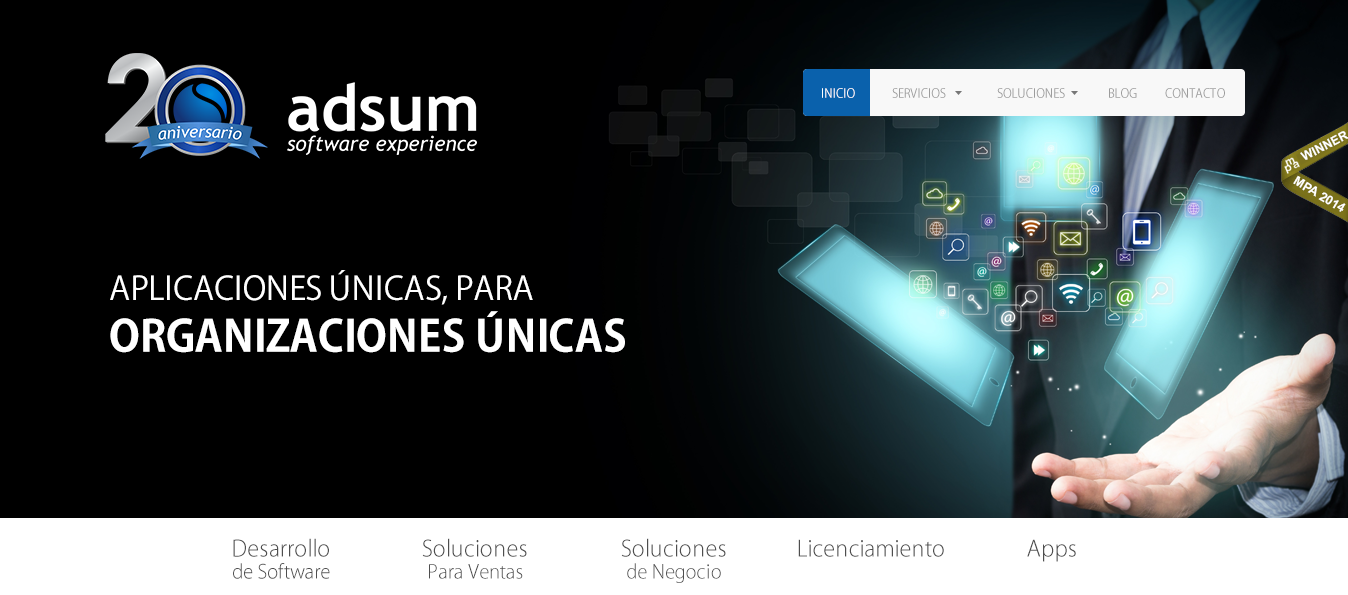 20
aniversario
adsum
software experience
INICIO
SERVICIOS
SOLUCIONES
BLOG
CONTACTO
mpa WINNER
MPA 2014
APLICACIONES ÚNICAS, PARA
ORGANIZACIONES ÚNICAS
Desarrollo
de Software
Soluciones
Para Ventas
Soluciones
de Negocio
Licenciamiento
Apps